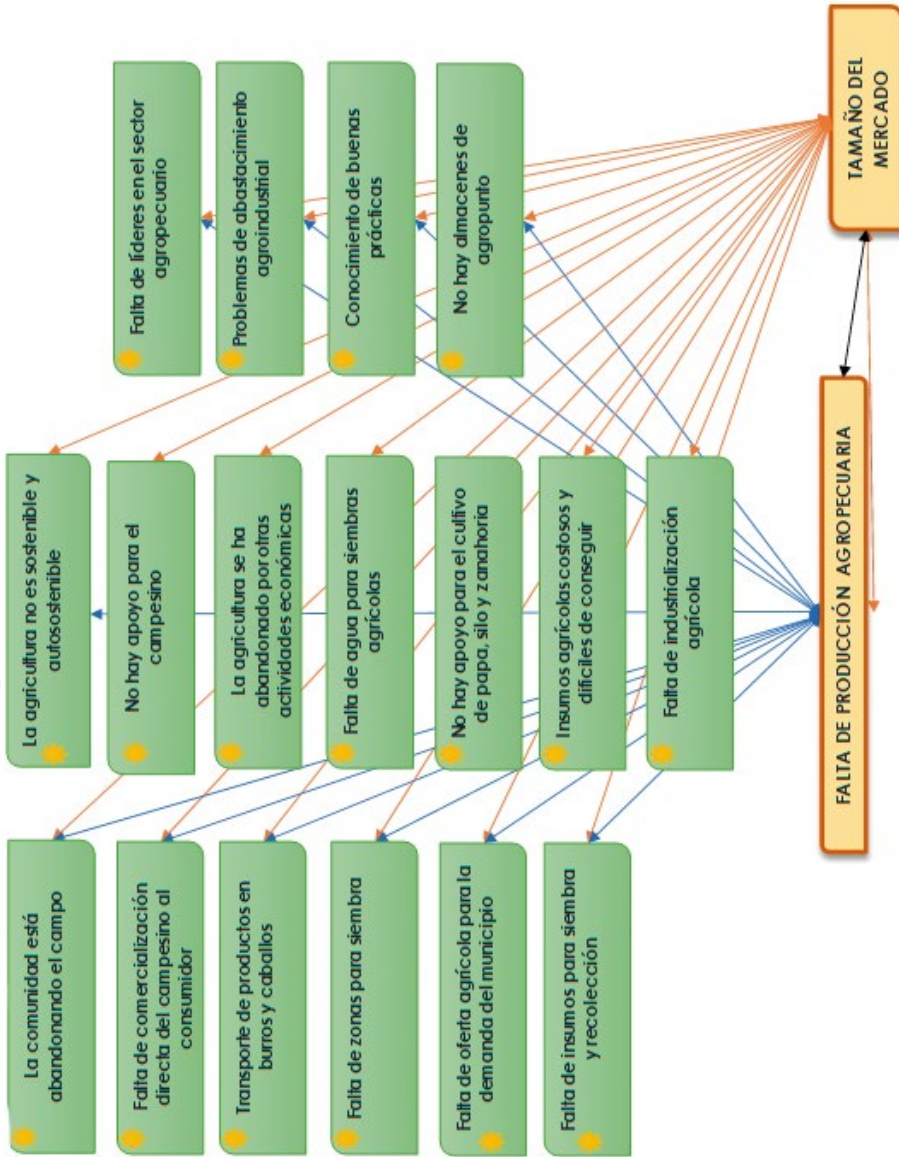 La comunidad está
abandonando el campo
Falta de comercialización
directa del campesino al
consumidor
Transporte de productos en
burros y caballos
Falta de zonas para siembra
Falta de oferta agrícola para la
demanda del municipio
Falta de insumos para siembra
y recolección
La agricultura no es sostenible y
autosostenible
No hay apoyo para el
campesino
La agricultura se ha
abandonado por otras
actividades económicas
Falta de agua para siembras
agrícolas
No hay apoyo para el cultivo
de papa, silo y zanahoria
Insumos agrícolas costosos y
difíciles de conseguir
Falta de industrialización
agrícola
Falta de líderes en el sector
agropecuario
Problemas de abastacimiento
agroindustrial
Conocimiento de buenas
prácticas
No hay almacenes de
agropunto
FALTA DE PRODUCCIÓN AGROPECUARIA
TAMAÑO DEL
MERCADO